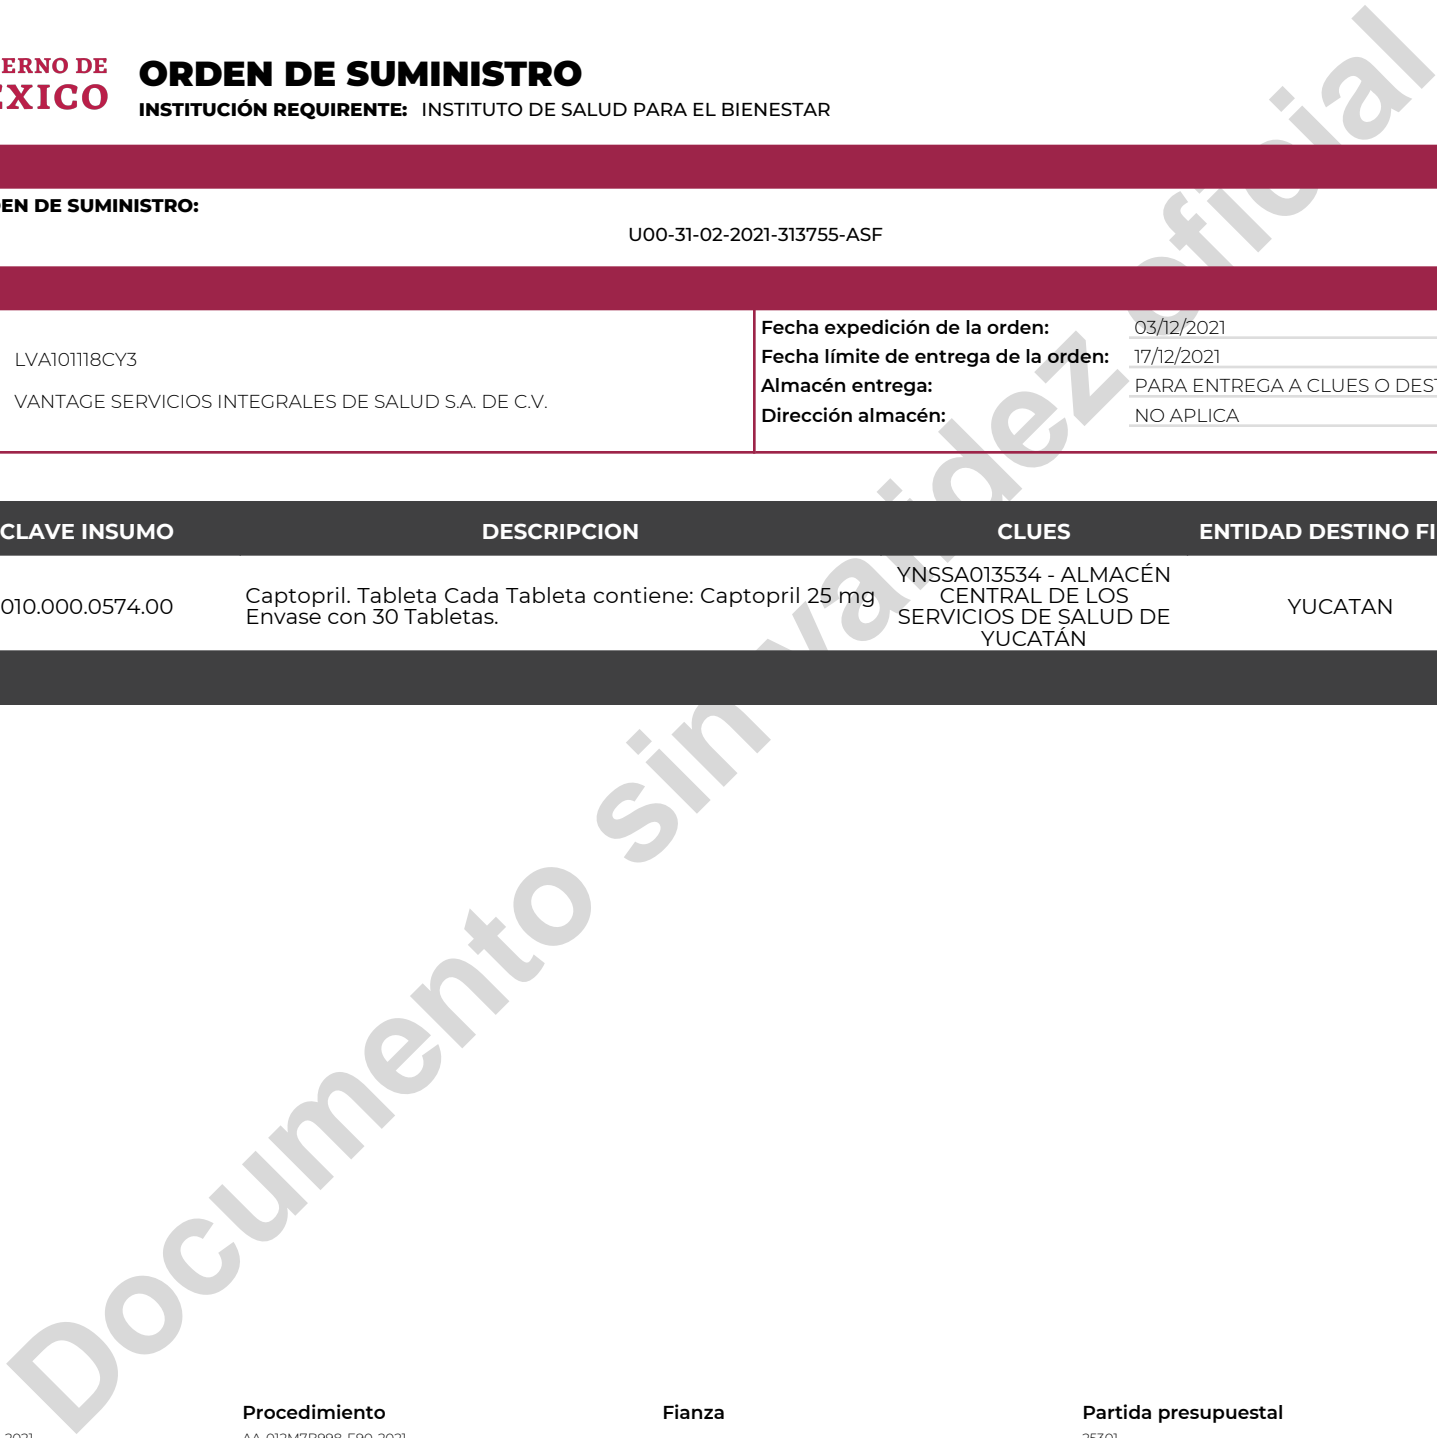 ERNO DE
EXICO
ORDEN DE SUMINISTRO
INSTITUCIÓN REQUIRENTE: INSTITUTO DE SALUD PARA EL BIENESTAR
EN DE SUMINISTRO:
U00-31-02-2021-313755-ASF
LVA101118CY3
VANTAGE SERVICIOS INTEGRALES DE SALUD S.A. DE C.V.
Fecha expedición de la orden: 03/12/2021
Fecha límite de entrega de la orden: 17/12/2021
Almacén entrega: PARA ENTREGA A CLUES O DEST
Dirección almacén: NO APLICA
CLAVE INSUMO DESCRIPCION CLUES ENTIDAD DESTINO FI
010.000.0574.00
Captopril. Tableta Cada Tableta contiene: Captopril 25 mg
Envase con 30 Tabletas.
YNSSA013534 - ALMACÉN
CENTRAL DE LOS
SERVICIOS DE SALUD DE
YUCATÁN
YUCATAN
Documento sin validez oficial
Procedimiento Fianza Partida presupuestal